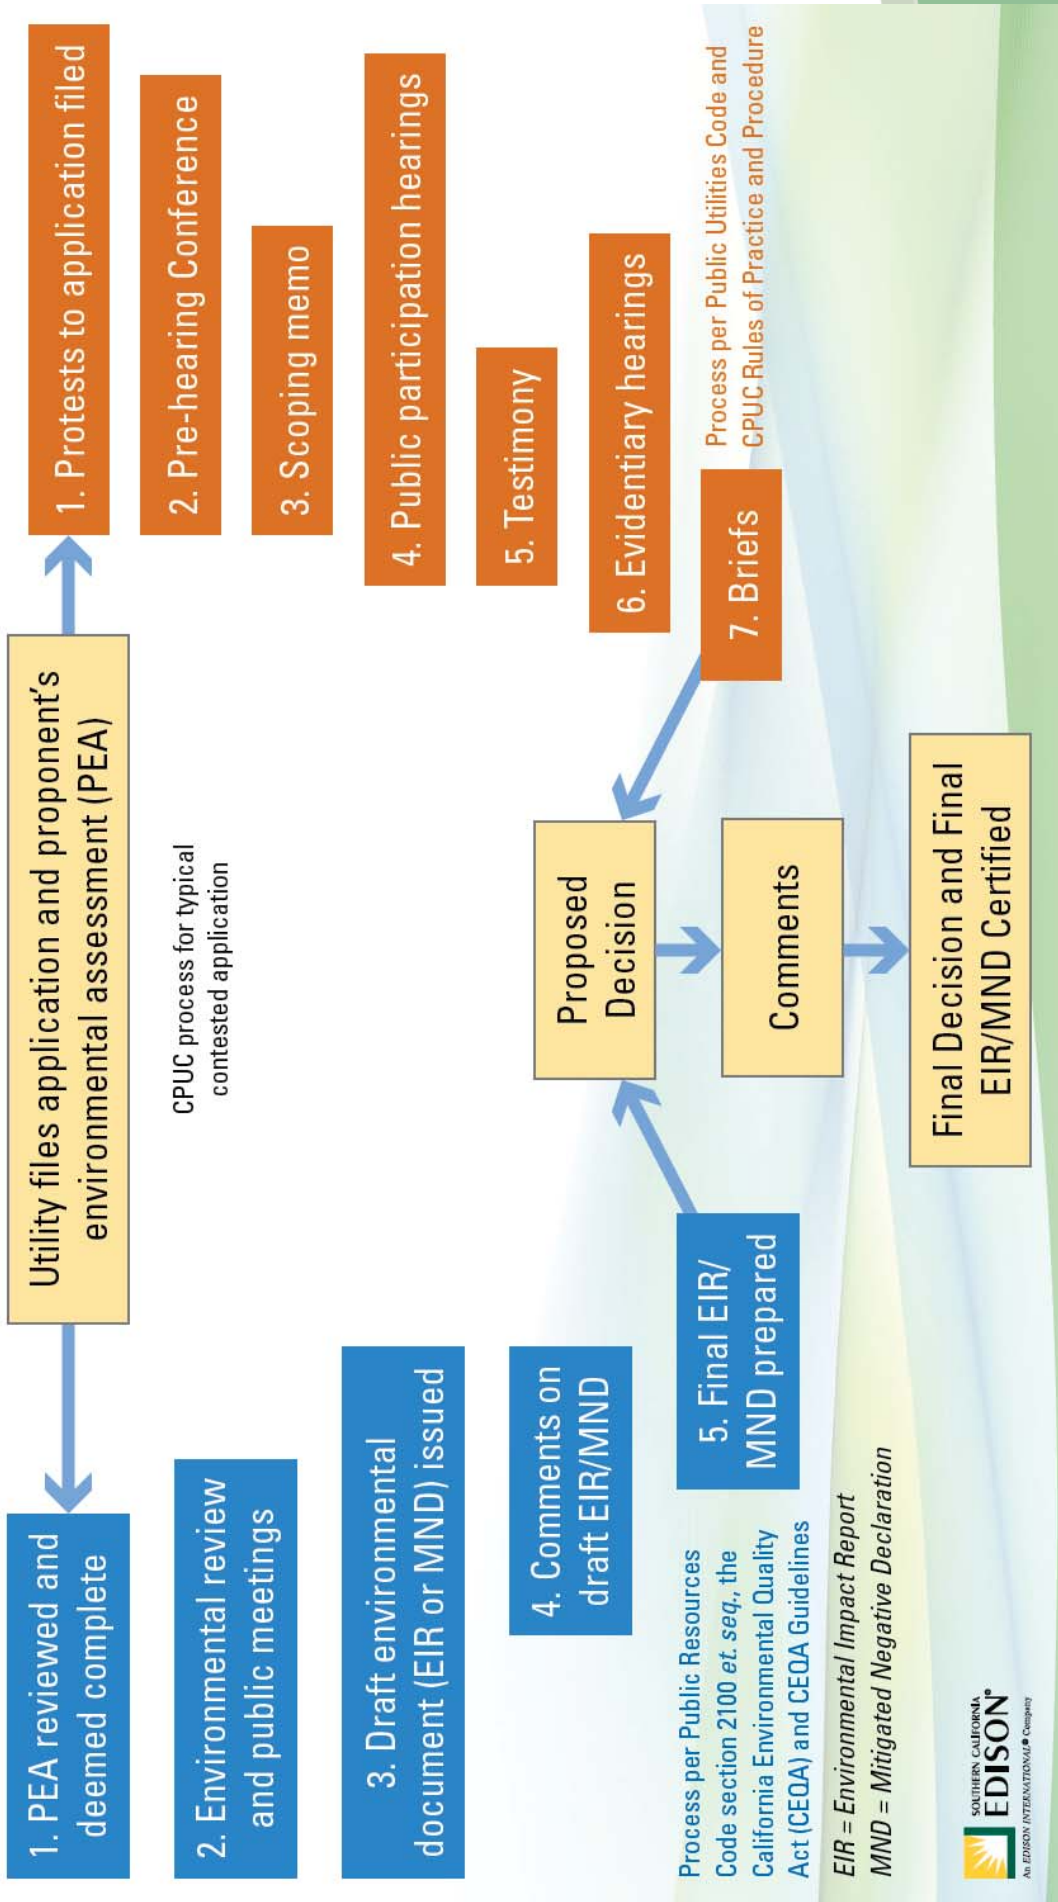 Utility files application and proponent's
environmental assessment (PEA)
CPUC process for typical
contested application
1. PEA reviewed and
deemed complete
2. Environmental review
and public meetings
3. Draft environmental
document (EIR or MND) issued
4. Comments on
draft EIR/MND
5. Final EIR/
MND prepared
Process per Public Resources
Code section 2100 et. seq., the
California Environmental Quality
Act (CEQA) and CEQA Guidelines
EIR = Environmental Impact Report
MND = Mitigated Negative Declaration
1. Protests to application filed
2. Pre-hearing Conference
3. Scoping memo
4. Public participation hearings
5. Testimony
6. Evidentiary hearings
7. Briefs
Process per Public Utilities Code and
CPUC Rules of Practice and Procedure
Proposed
Decision
Comments
Final Decision and Final
EIR/MND Certified
SOUTHERN CALIFORNIA
EDISON®
An EDISON INTERNATIONAL® Company